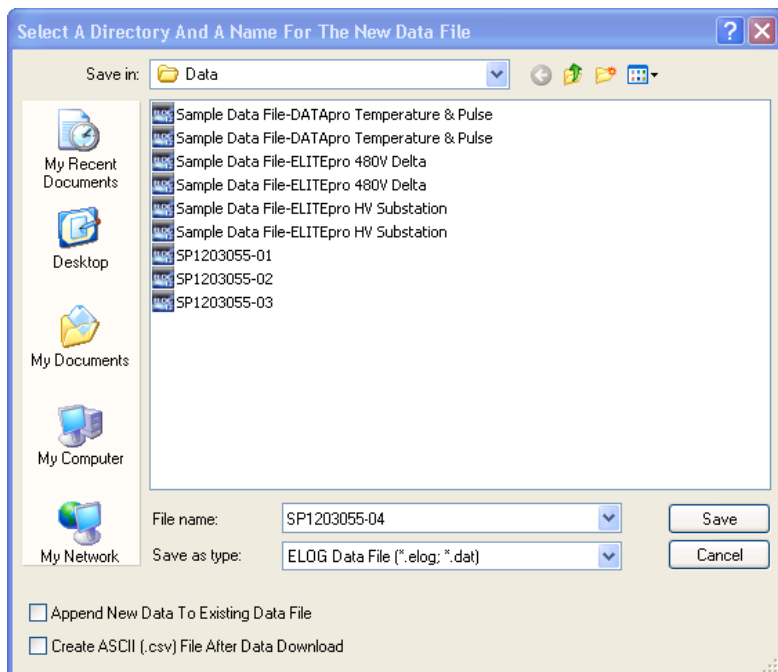 Select A Directory And A Name For The New Data File
Save in: Data
My Recent Documents
Desktop
My Documents
My Computer
My Network
Sample Data File-DATApro Temperature & Pulse
Sample Data File-DATApro Temperature & Pulse
Sample Data File-ELITEpro 480V Delta
Sample Data File-ELITEpro 480V Delta
Sample Data File-ELITEpro HV Substation
Sample Data File-ELITEpro HV Substation
SP1203055-01
SP1203055-02
SP1203055-03
File name: SP1203055-04 Save
Save as type: ELOG Data File (*.elog; *.dat) Cancel
Append New Data To Existing Data File
Create ASCII (.csv) File After Data Download